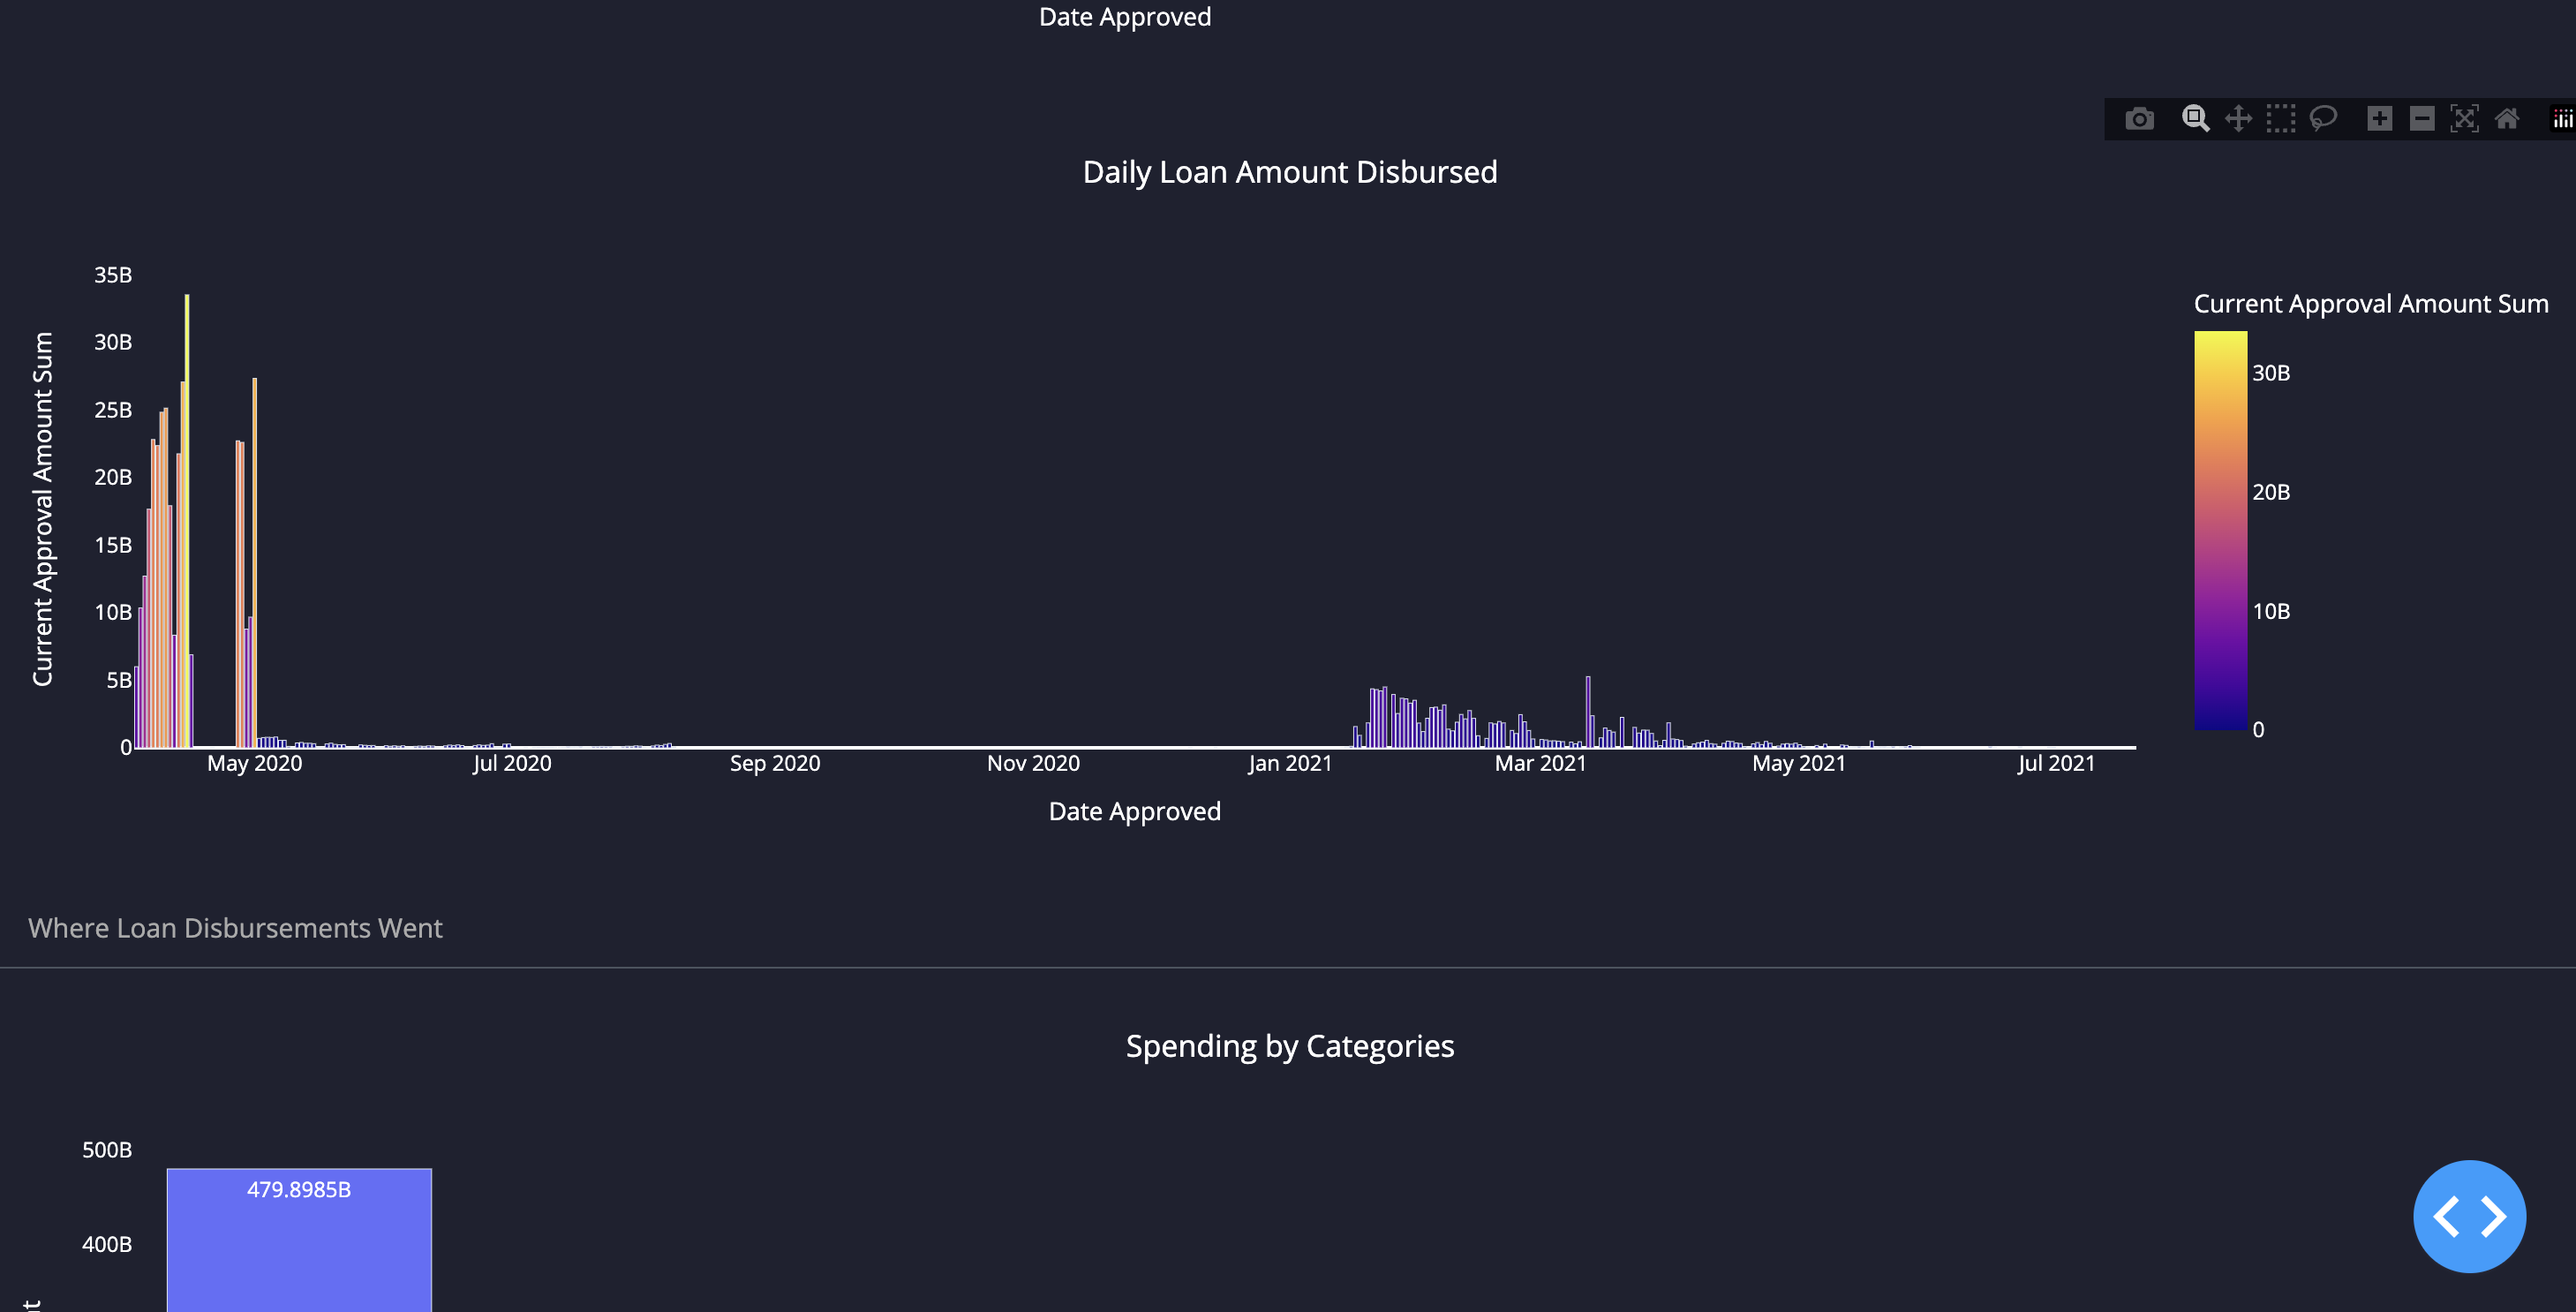 Date Approved
Daily Loan Amount Disbursed
35B
30B
25B
20B
15B
10B
5B
0
Current Approval Amount Sum
May 2020 Jul 2020 Sep 2020 Nov 2020 Jan 2021 Mar 2021 May 2021 Jul 2021
Date Approved
Current Approval Amount Sum
30B
20B
10B
0
Where Loan Disbursements Went
Spending by Categories
500B
479.8985B
400B